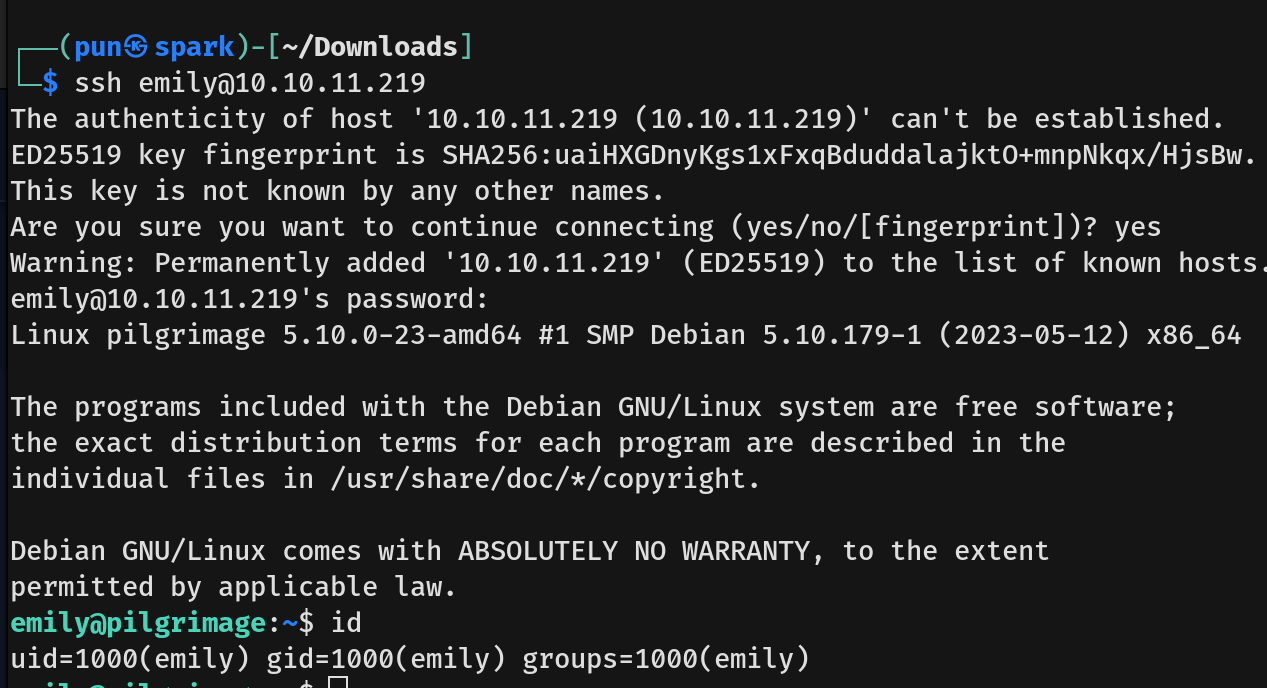 ┌──(pun㉿spark)-[~/Downloads]
└─$ ssh emily@10.10.11.219
The authenticity of host '10.10.11.219 (10.10.11.219)' can't be established.
ED25519 key fingerprint is SHA256:uaiHXGDnyKgs1xFxqBduddalajktO+mnpNkqx/HjsBw.
This key is not known by any other names.
Are you sure you want to continue connecting (yes/no/[fingerprint])? yes
Warning: Permanently added '10.10.11.219' (ED25519) to the list of known hosts.
emily@10.10.11.219's password:
Linux pilgrimage 5.10.0-23-amd64 #1 SMP Debian 5.10.179-1 (2023-05-12) x86_64
The programs included with the Debian GNU/Linux system are free software;
the exact distribution terms for each program are described in the
individual files in /usr/share/doc/*/copyright.
Debian GNU/Linux comes with ABSOLUTELY NO WARRANTY, to the extent
permitted by applicable law.
emily@pilgrimage:~$ id
uid=1000(emily) gid=1000(emily) groups=1000(emily)